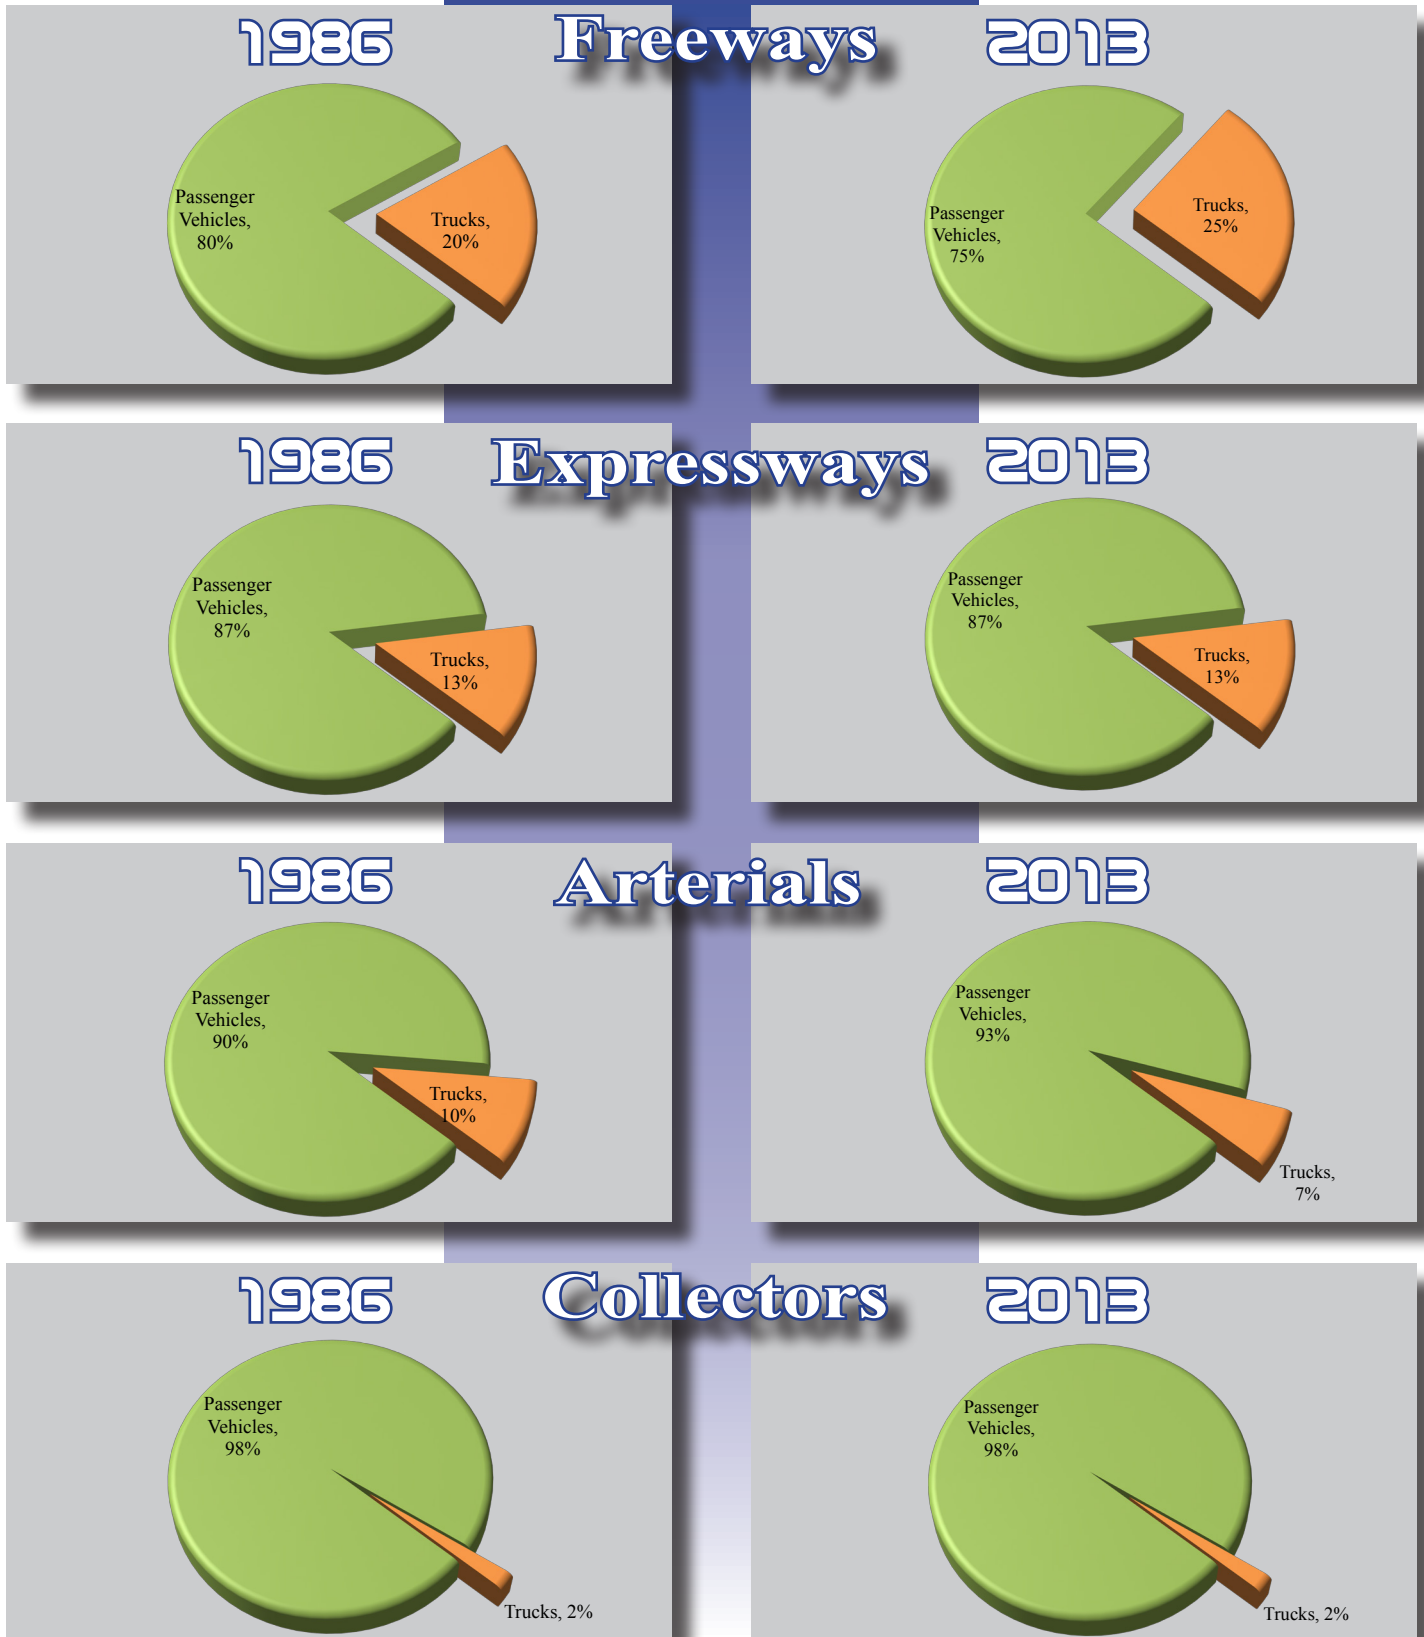 1986
Freeways
2013
Passenger
Vehicles,
80%
Trucks,
20%
Passenger
Vehicles,
75%
Trucks,
25%
1986
Expressways
2013
Passenger
Vehicles,
87%
Trucks,
13%
Passenger
Vehicles,
87%
Trucks,
13%
1986
Arterials
2013
Passenger
Vehicles,
90%
Trucks,
10%
Passenger
Vehicles,
93%
Trucks,
7%
1986
Collectors
2013
Passenger
Vehicles,
98%
Trucks, 2%
Passenger
Vehicles,
98%
Trucks, 2%